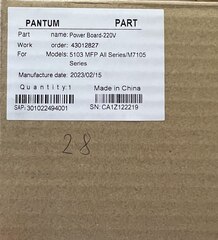 PANTUM PART
Part name: Power Board-220V
Work order: 43012827
For Models: 5103 MFP All Series/M7105
Series
Manufacture date: 2023/02/15
Quantity: 1 Made in China
SAP: 301022494001 SN: CA1Z122219
28